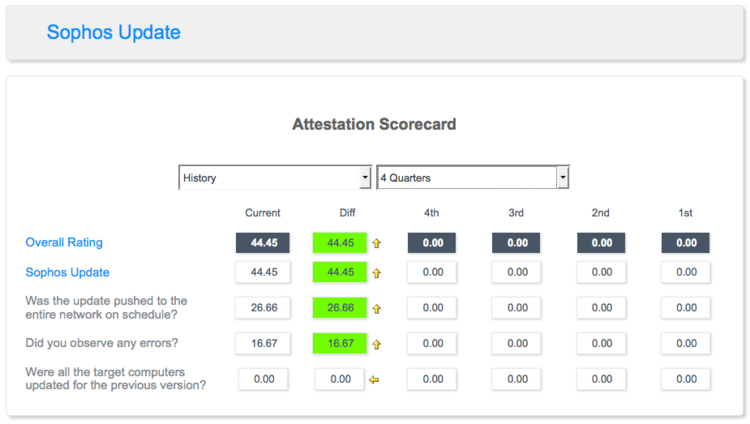 Sophos Update
Attestation Scorecard
History 4 Quarters
Current Diff 4th 3rd 2nd 1st
Overall Rating 44.45 44.45 0.00 0.00 0.00 0.00
Sophos Update 44.45 44.45 0.00 0.00 0.00 0.00
Was the update pushed to the
entire network on schedule? 26.66 26.66 0.00 0.00 0.00 0.00
Did you observe any errors? 16.67 16.67 0.00 0.00 0.00 0.00
Were all the target computers
updated for the previous version? 0.00 0.00 0.00 0.00 0.00 0.00